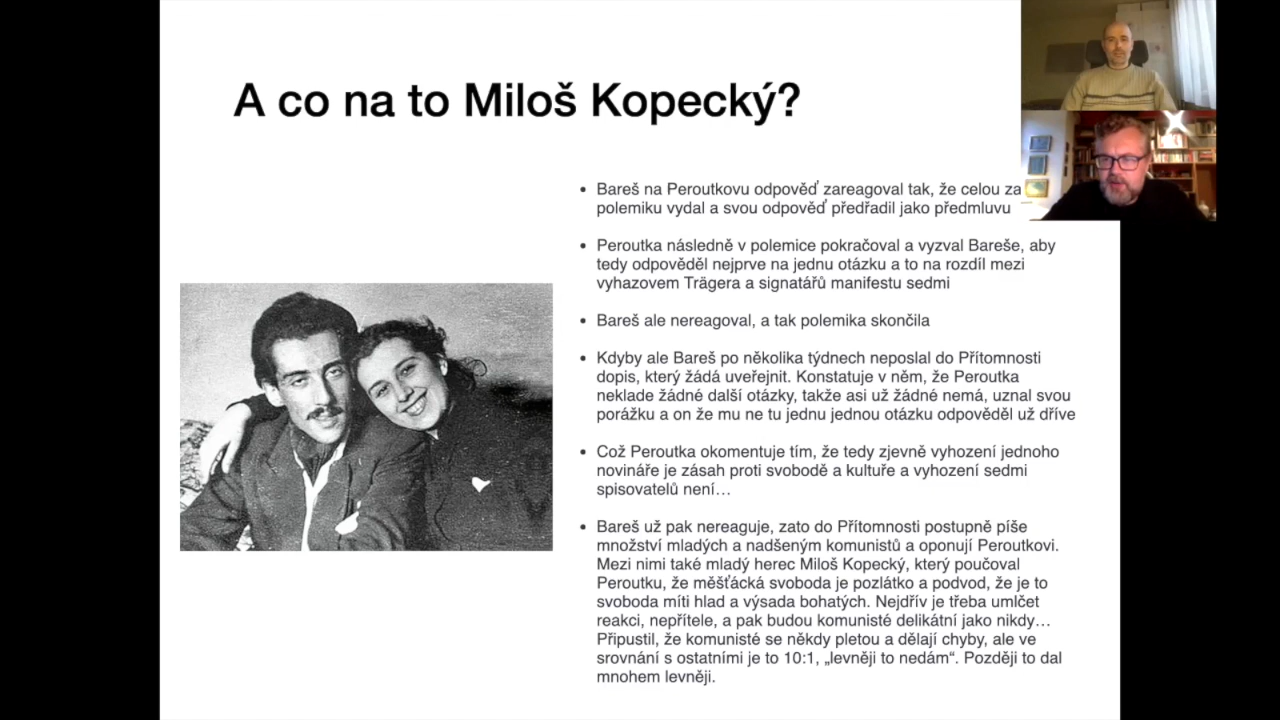 A co na to Miloš Kopecký?
• Bareš na Peroutkovu odpověď zareagoval tak, že celou za
polemiku vydal a svou odpověď předřadil jako předmluvu
• Peroutka následně v polemice pokračoval a vyzval Bareše, aby
tedy odpověděl nejprve na jednu otázku a to na rozdíl mezi
vyhazovem Trägera a signatářů manifestu sedmi
• Bareš ale nereagoval, a tak polemika skončila
• Kdyby ale Bareš po několika týdnech neposlal do Přítomnosti
dopis, který žádá uveřejnit. Konstatuje v něm, že Peroutka
neklade žádné další otázky, takže asi už žádné nemá, uznal svou
porážku a on že mu ne tu jednu jednou otázku odpověděl už dříve
• Což Peroutka okomentuje tím, že tedy zjevně vyhození jednoho
novináře je zásah proti svobodě a kultuře a vyhození sedmi
spisovatelů není…
• Bareš už pak nereaguje, zato do Přítomnosti postupně píše
množství mladých a nadšeným komunistů a oponují Peroutkovi.
Mezi nimi také mladý herec Miloš Kopecký, který poučoval
Peroutku, že měšťácká svoboda je pozlátko a podvod, že je to
svoboda míti hlad a výsada bohatých. Nejdřív je třeba umlčet
reakci, nepřítele, a pak budou komunisté delikátní jako nikdy…
Připustil, že komunisté se někdy pletou a dělají chyby, ale ve
srovnání s ostatními je to 10:1, „levněji to nedám“. Později to dal
mnohem levněji.